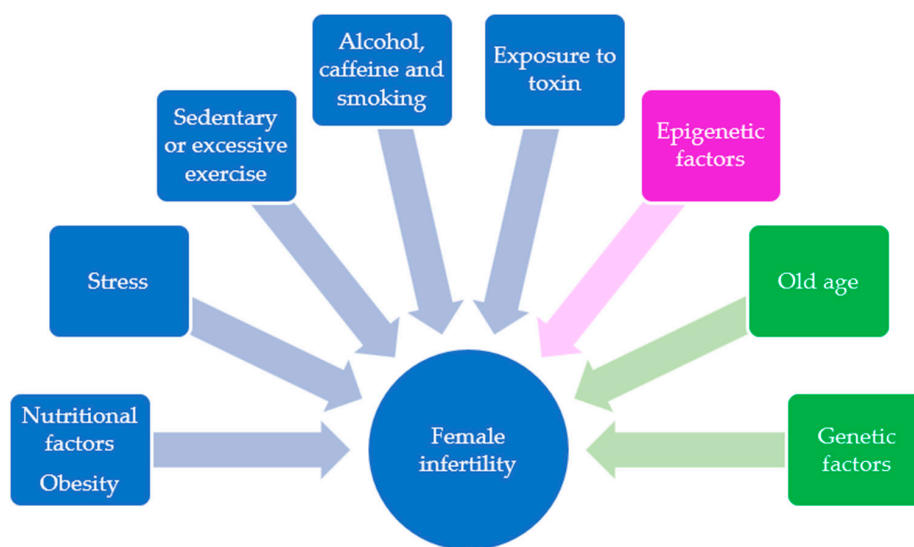 Nutritional
factors
Obesity
Stress
Sedentary
or excessive
exercise
Alcohol,
caffeine and
smoking
Exposure to
toxin
Epigenetic
factors
Old age
Genetic
factors
Female
infertility